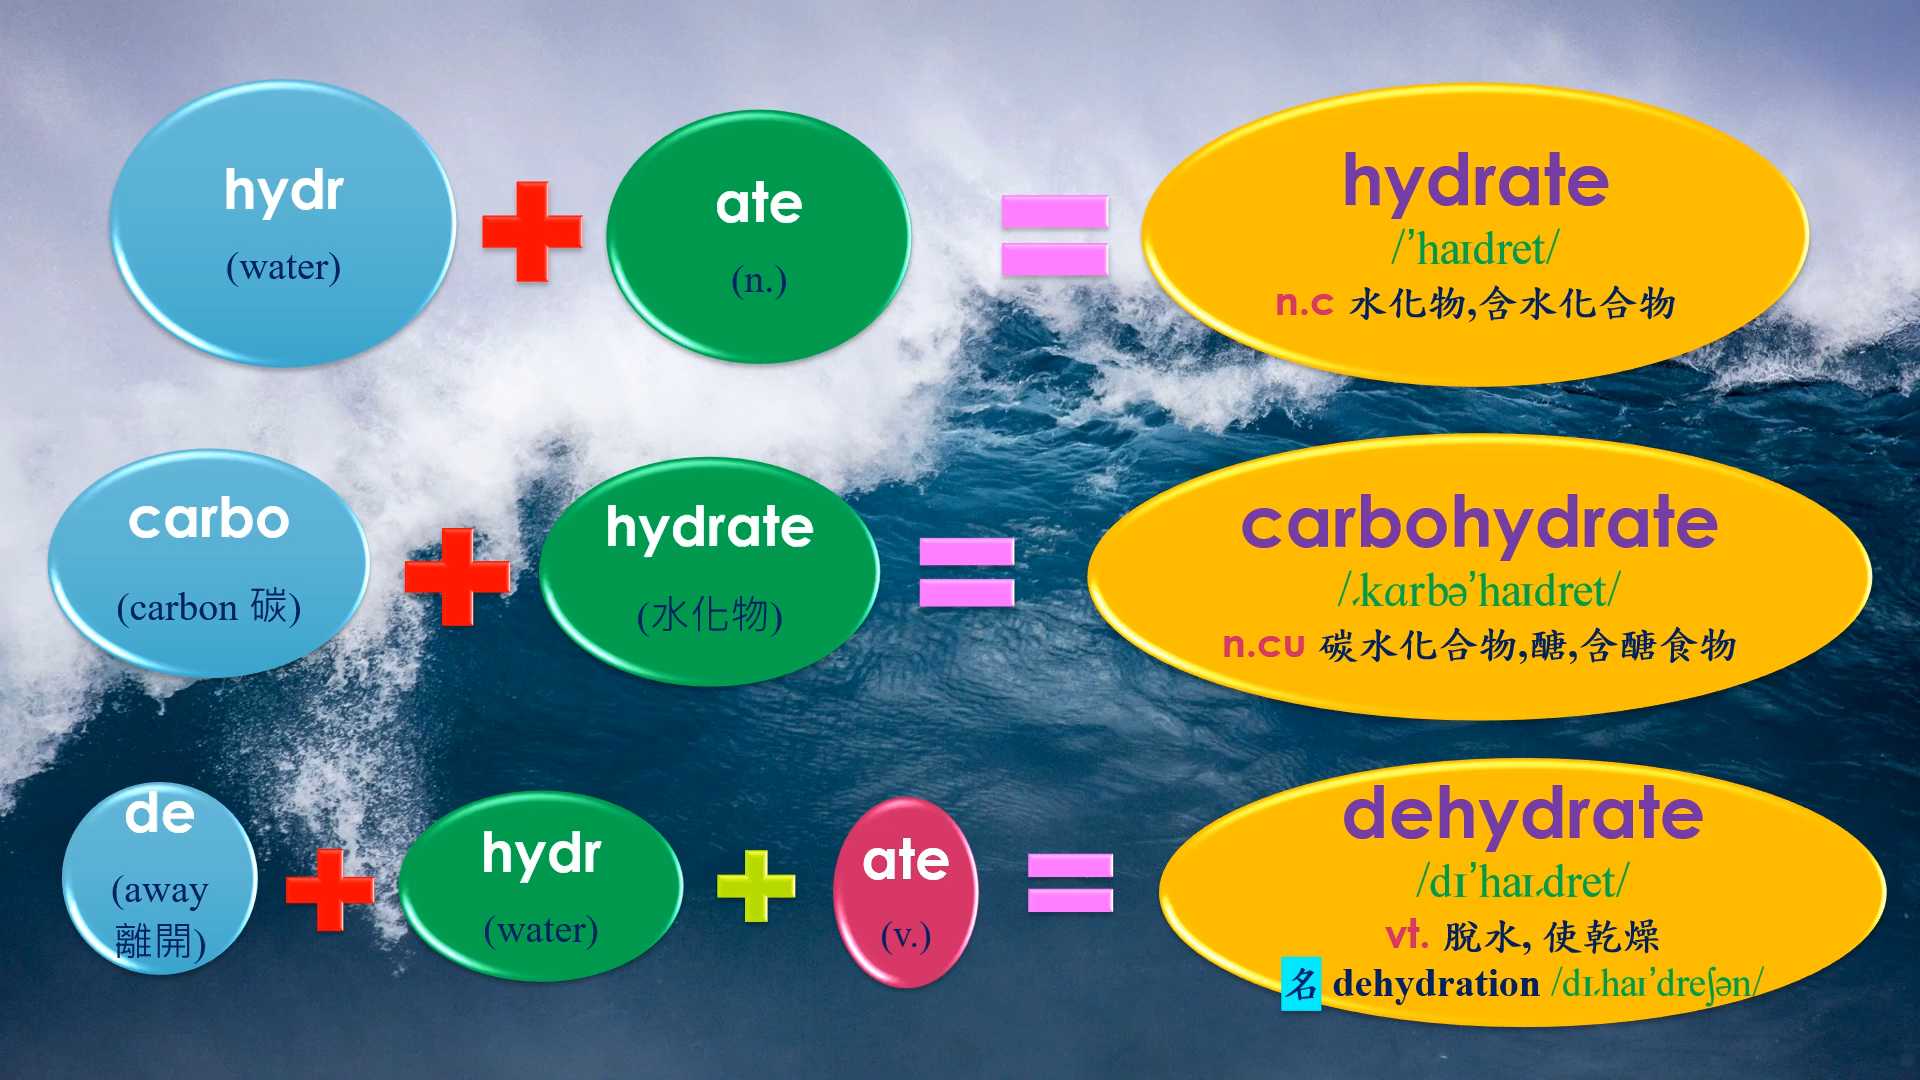 hydr
(water)
ate
(n.)
hydrate
/ˈhaɪdret/
n.c 水化物,含水化合物
carbo
(carbon 碳)
hydrate
(水化物)
carbohydrate
/ˌkɑrbəˈhaɪdret/
n.cu 碳水化合物,醣,含醣食物
de
(away
離開)
hydr
(water)
ate
(v.)
dehydrate
/dɪˈhaɪˌdret/
vt. 脫水, 使乾燥
名 dehydration /dɪˌhaɪˈdreʃən/